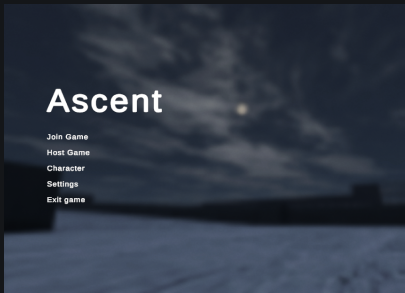 Ascent
Join Game
Host Game
Character
Settings
Exit game